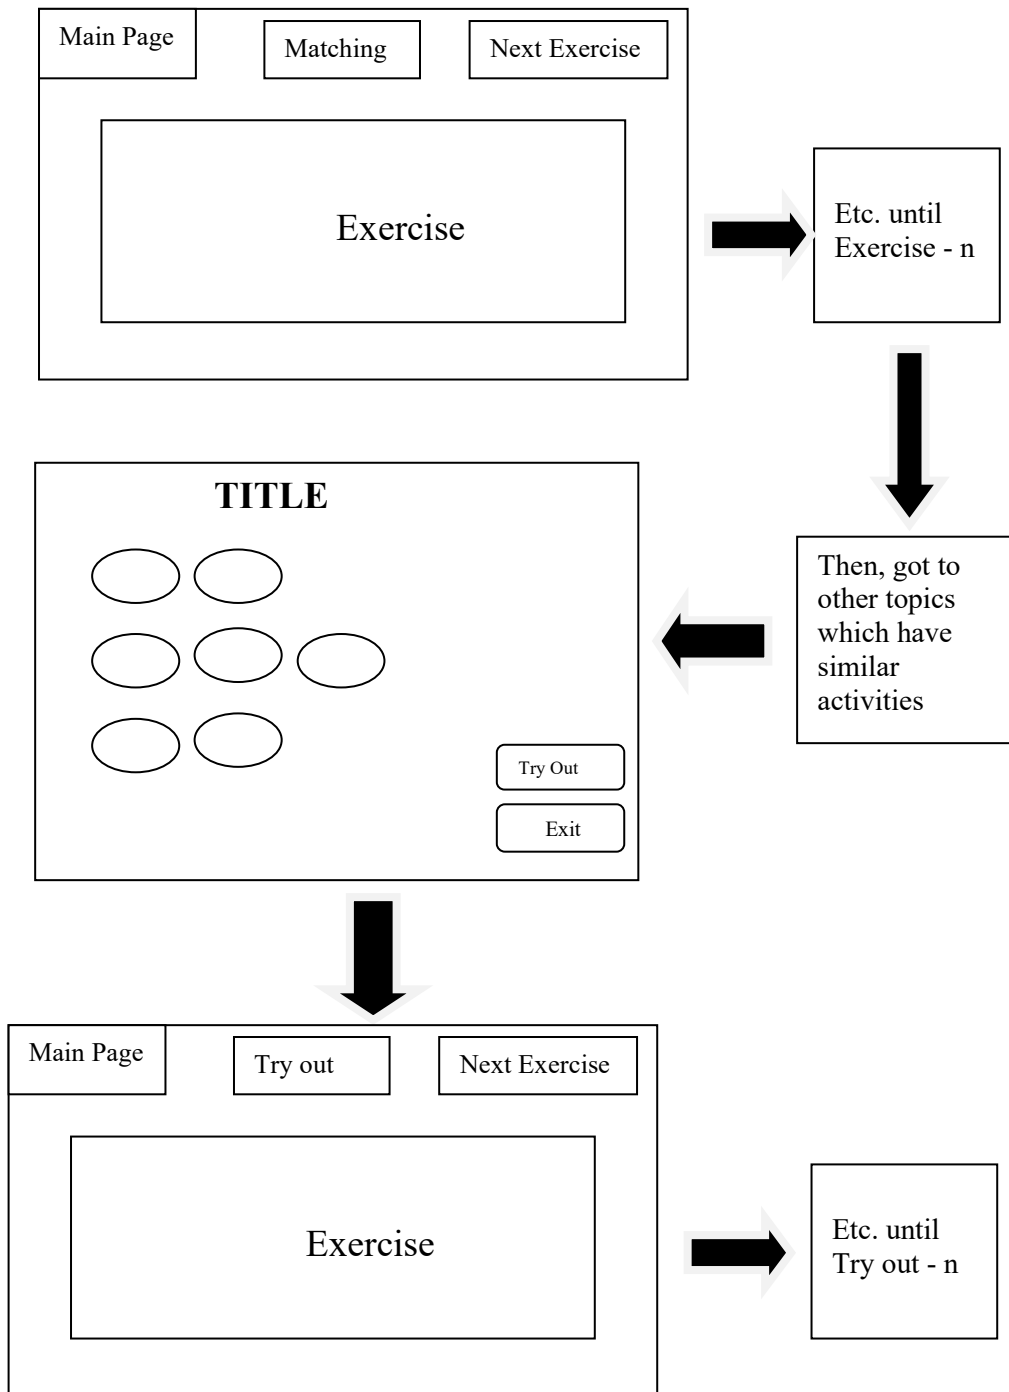 Main Page
Matching
Next Exercise
Exercise
Etc. until
Exercise - n
TITLE
Then, got to
other topics
which have
similar
activities
Try Out
Exit
Main Page
Try out
Next Exercise
Exercise
Etc. until
Try out - n